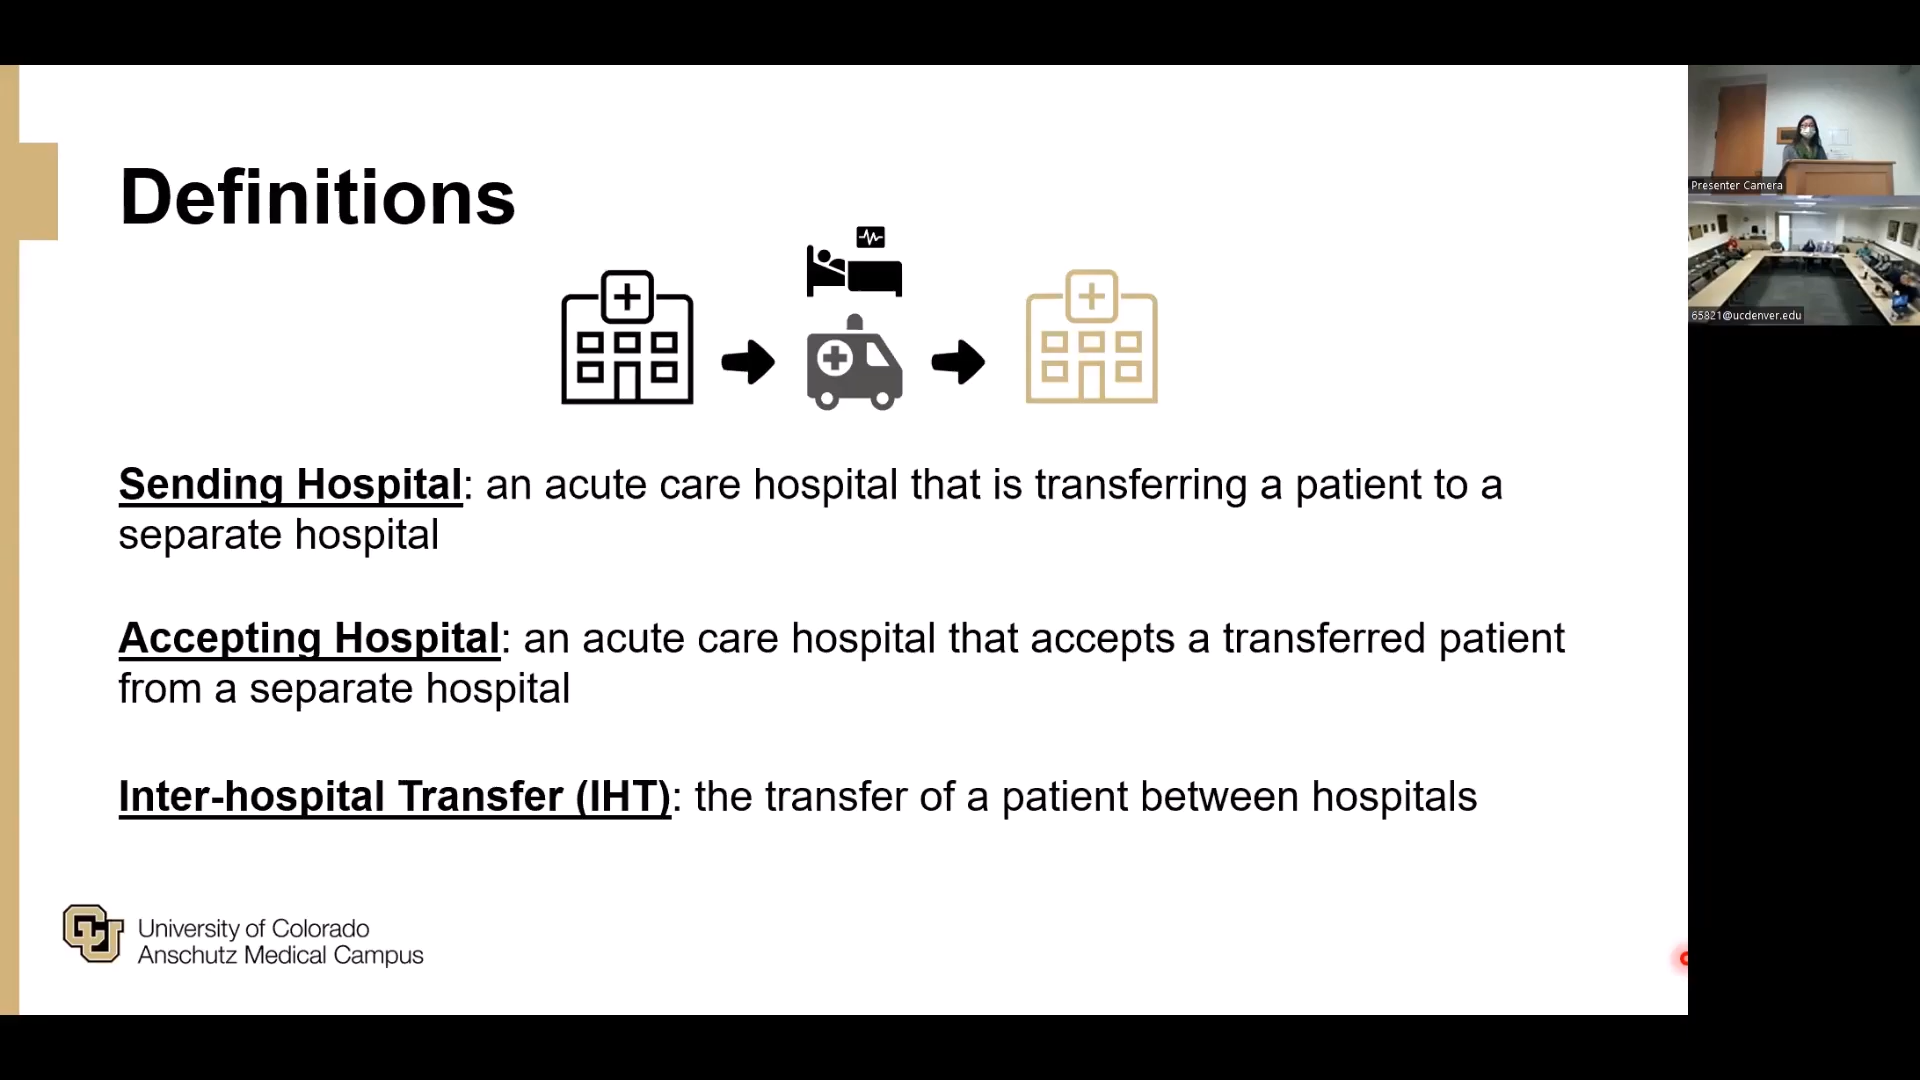 Definitions
Sending Hospital: an acute care hospital that is transferring a patient to a
separate hospital
Accepting Hospital: an acute care hospital that accepts a transferred patient
from a separate hospital
Inter-hospital Transfer (IHT): the transfer of a patient between hospitals
CU
University of Colorado
Anschutz Medical Campus
Presenter Camera
65821@ucdenver.edu